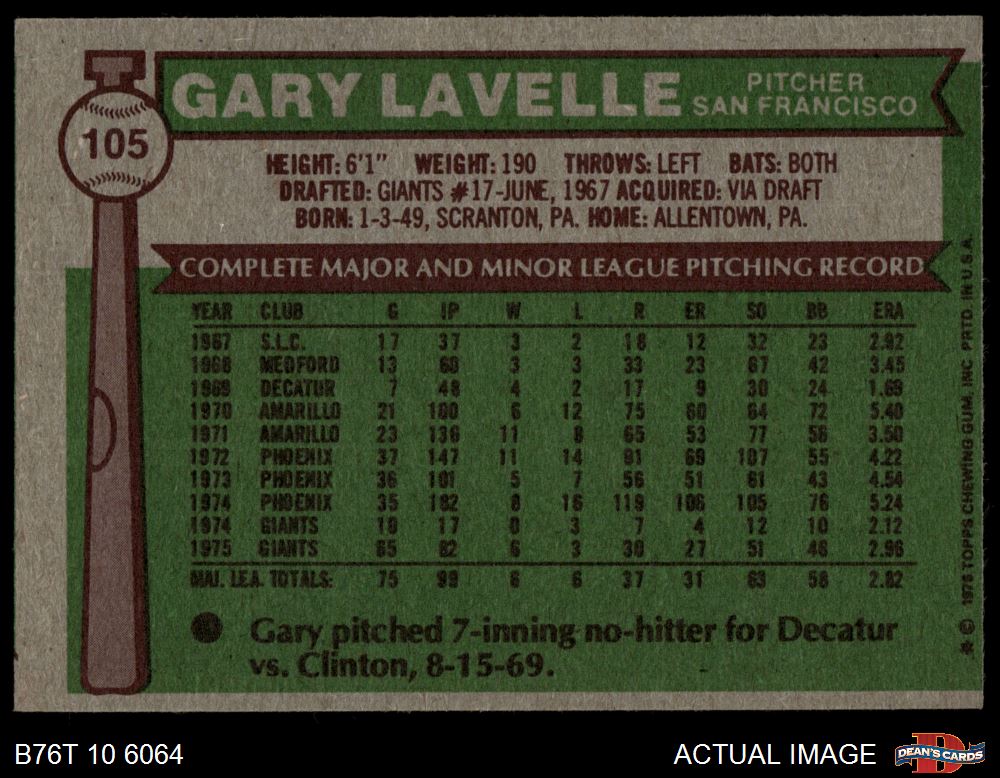 GARY LAVELLE
PITCHER
SAN FRANCISCO
105
HEIGHT: 6'1" WEIGHT: 190 THROWS: LEFT BATS: BOTH
DRAFTED: GIANTS #17-JUNE, 1967 ACQUIRED: VIA DRAFT
BORN: 1-3-49, SCRANTON, PA. HOME: ALLENTOWN, PA.
COMPLETE MAJOR AND MINOR LEAGUE PITCHING RECORD
YEAR CLUB G IP W L R ER SO BB ERA
1967 S.L.C. 17 37 3 2 18 12 32 23 2.92
1968 MEDFORD 13 60 3 3 33 23 67 42 3.45
1969 DECATUR 7 48 4 2 17 9 30 24 1.69
1970 AMARILLO 21 100 6 12 75 60 64 72 5.40
1971 AMARILLO 23 136 11 8 65 53 77 56 3.50
1972 PHOENIX 37 147 11 14 91 69 107 55 4.22
1973 PHOENIX 36 101 5 7 56 51 61 43 4.54
1974 PHOENIX 35 182 8 16 119 106 105 76 5.24
1974 GIANTS 10 17 0 3 7 4 12 10 2.12
1975 GIANTS 65 82 6 3 30 27 51 48 2.96
MAJ. LEA. TOTALS: 75 99 6 6 37 31 63 58 2.82
Gary pitched 7-inning no-hitter for Decatur
vs. Clinton, 8-15-69.
* © 1976 TOPPS CHEWING GUM, INC. PRTD. IN U.S.A.
B76T 10 6064
ACTUAL IMAGE
DEAN'S CARDS